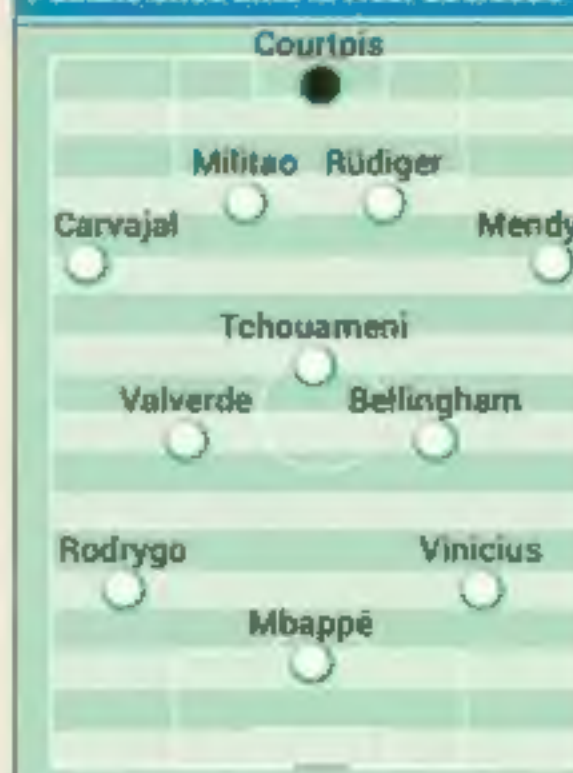 Courtois
Militao Rüdiger
Carvajal Mendy
Tchouameni
Valverde Bellingham
Rodrygo Vinicius
Mbappé